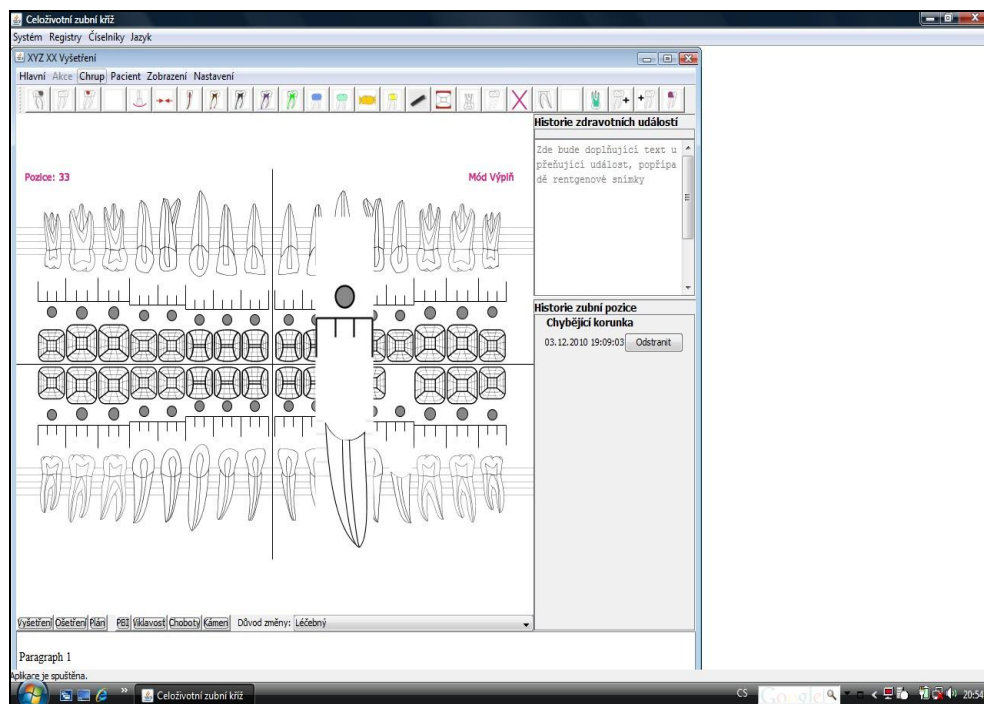 Celoživotní zubní kříž
Systém Registry Číselníky Jazyk
XYZ XX Vyšetření
Hlavní Akce Chrup Pacient Zobrazení Nastavení
Historie zdravotních událostí
Zde bude doplňující text u
přeňující událost, popřípa
dě rentgenové snímky
Pozice: 33
Mód Výplň
Historie zubní pozice
Chybějící korunka
03.12.2010 19:09:03 Odstranit
Vyšetření Ošetření Plán PBI Viklavost Choboty Kámen Důvod změny: Léčebný
Paragraph 1
Aplikace je spuštěna.
Celoživotní zubní kříž
CS
Google
20:54